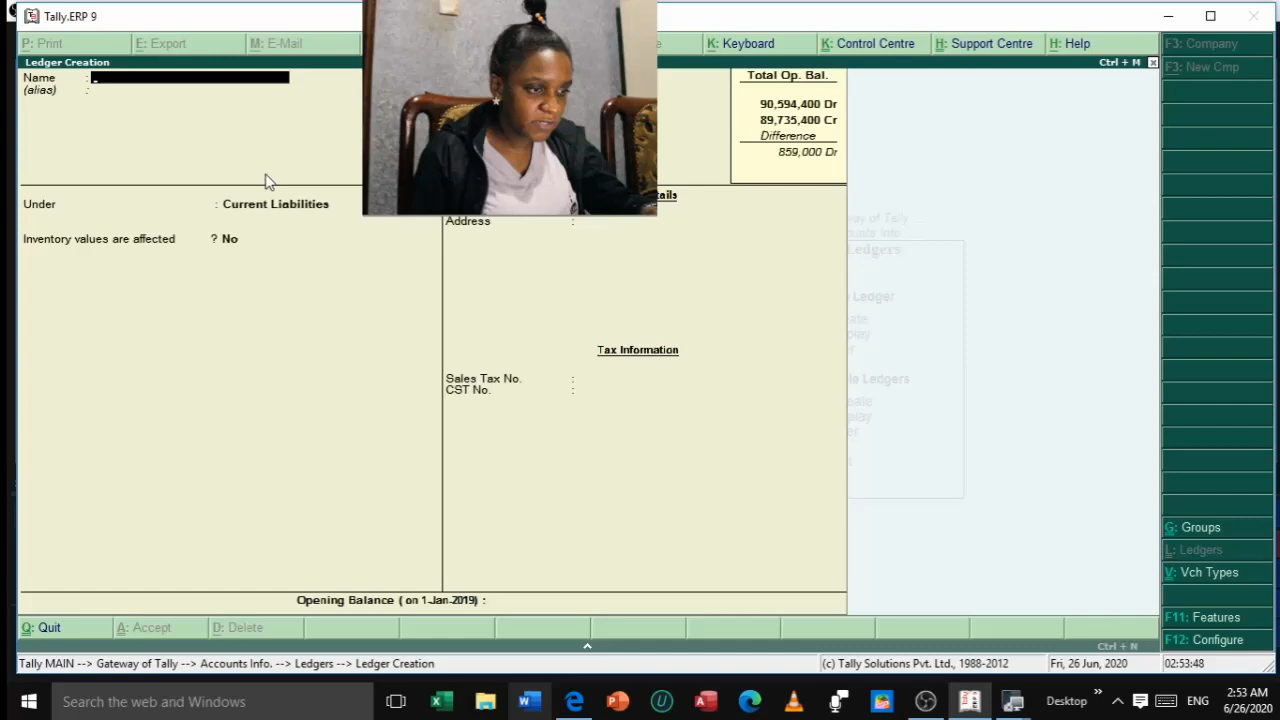 Tally.ERP 9
P: Print E: Export M: E-Mail K: Keyboard K: Control Centre H: Support Centre H: Help F3: Company
Ledger Creation Ctrl + M
F3: New Cmp
Name :
(alias) :
Total Op. Bal.
90,594,400 Dr
89,735,400 Cr
Difference
859,000 Dr
Under : Current Liabilities
Address :
Inventory values are affected ? No
Ledgers
Ledger
Tax Information
Sales Tax No. :
CST No. :
Ledgers
G: Groups
L: Ledgers
V: Vch Types
Opening Balance ( on 1-Jan-2019) :
F11: Features
Q: Quit A: Accept D: Delete
F12: Configure
Ctrl + N
Tally MAIN --> Gateway of Tally --> Accounts Info. --> Ledgers --> Ledger Creation (c) Tally Solutions Pvt. Ltd., 1988-2012 Fri, 26 Jun, 2020 02:53:48
Search the web and Windows Desktop ENG 2:53 AM
6/26/2020